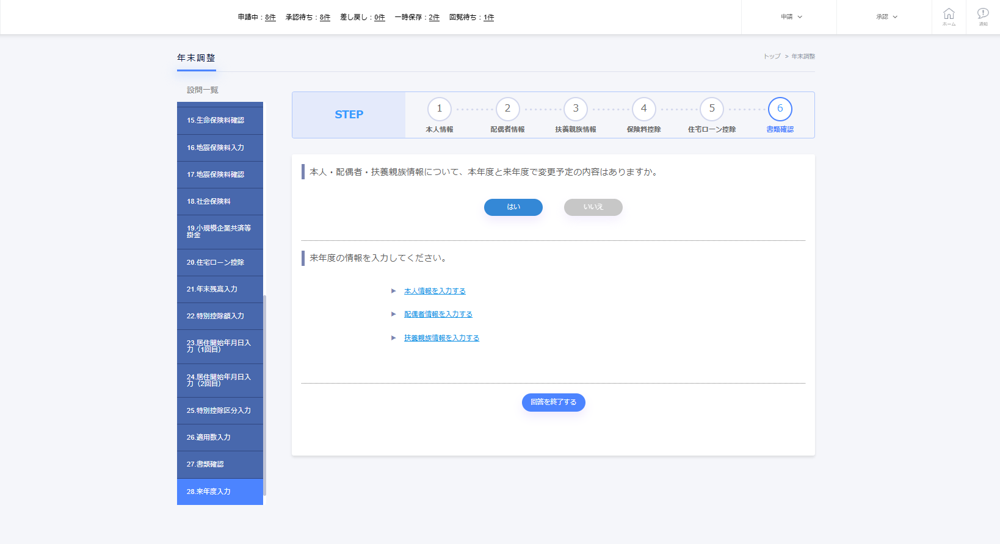 申請中：8件 承認待ち：8件 差し戻し：0件 一時保存：2件 回覧待ち：1件
申請
承認
ホーム
通知
年末調整
トップ > 年末調整
設問一覧
15.生命保険料確認
16.地震保険料入力
17.地震保険料確認
18.社会保険料
19.小規模企業共済等
掛金
20.住宅ローン控除
21.年末残高入力
22.特別控除額入力
23.居住開始年月日入
力（1回目）
24.居住開始年月日入
力（2回目）
25.特別控除区分入力
26.適用数入力
27.書類確認
28.来年度入力
STEP
1 2 3 4 5 6
本人情報 配偶者情報 扶養親族情報 保険料控除 住宅ローン控除 書類確認
本人・配偶者・扶養親族情報について、本年度と来年度で変更予定の内容はありますか。
はい いいえ
来年度の情報を入力してください。
本人情報を入力する
配偶者情報を入力する
扶養親族情報を入力する
回答を終了する